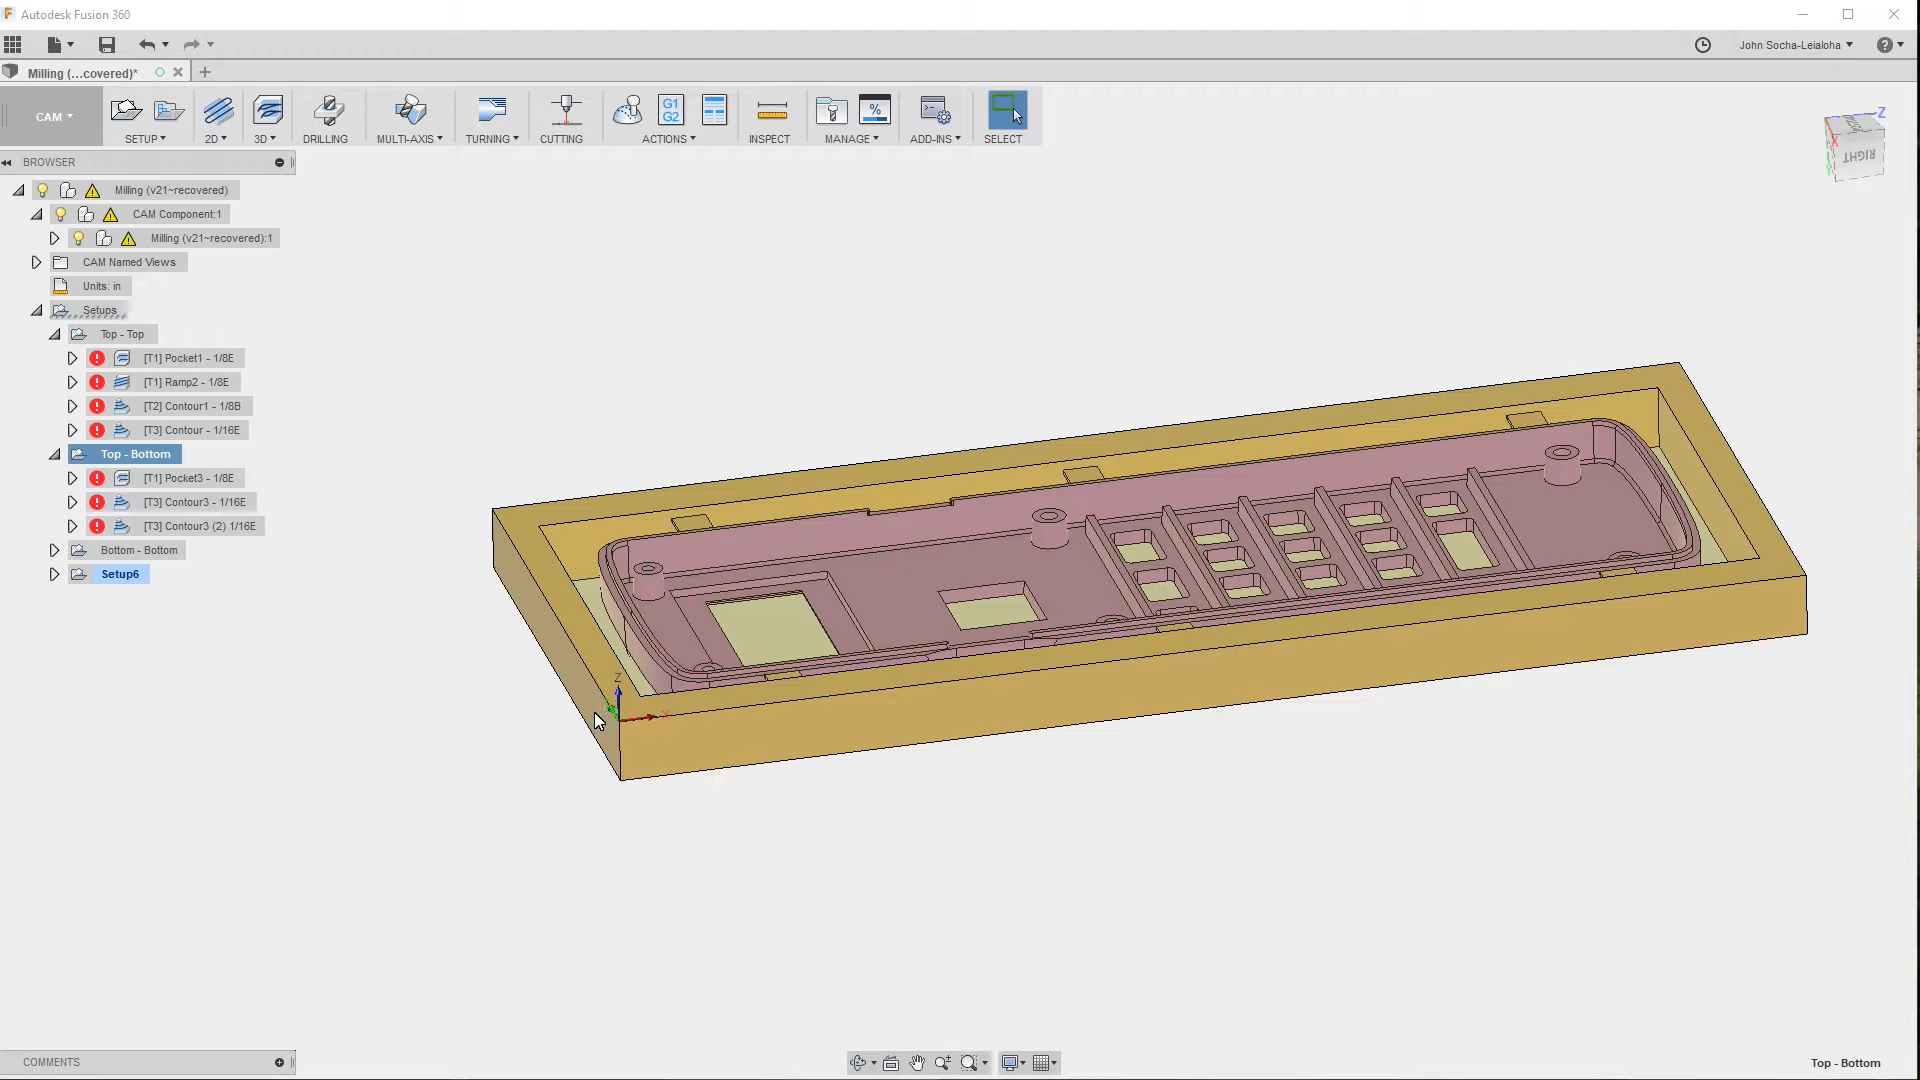 Autodesk Fusion 360
John Socha-Leialoha
Milling (...covered)*
CAM
SETUP
2D
3D
DRILLING
MULTI-AXIS
TURNING
CUTTING
G1
G2
ACTIONS
INSPECT
%
MANAGE
ADD-INS
SELECT
Z
X
RIGHT
BROWSER
Milling (v21~recovered)
CAM Component:1
Milling (v21~recovered):1
CAM Named Views
Units: in
Setups
Top - Top
[T1] Pocket1 - 1/8E
[T1] Ramp2 - 1/8E
[T2] Contour1 - 1/8B
[T3] Contour - 1/16E
Top - Bottom
[T1] Pocket3 - 1/8E
[T3] Contour3 - 1/16E
[T3] Contour3 (2) 1/16E
Bottom - Bottom
Setup6
Z
X
COMMENTS
Top - Bottom